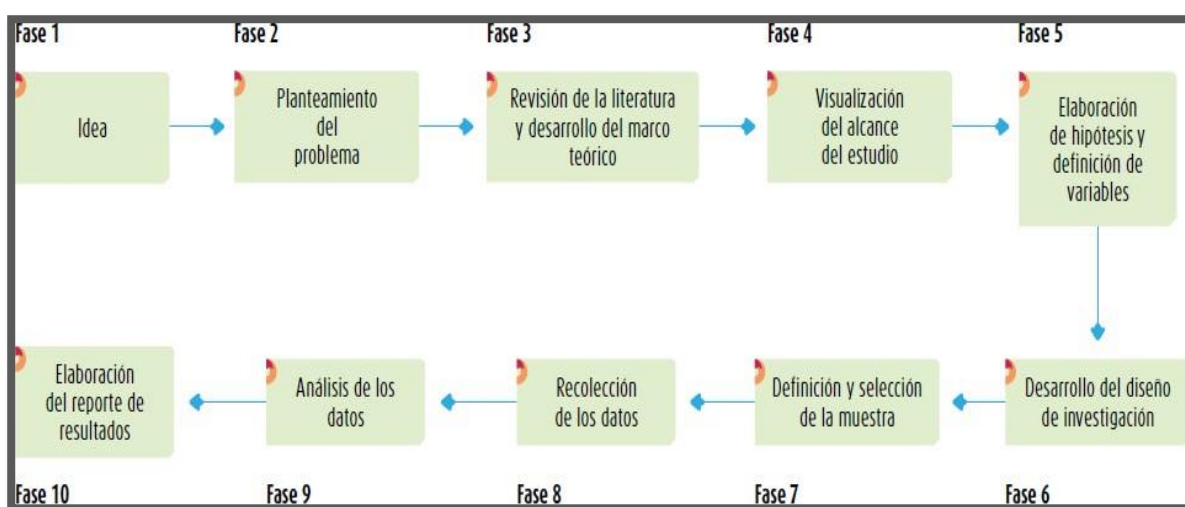 Fase 1
Fase 2
Fase 3
Fase 4
Fase 5
Idea
Planteamiento
del
problema
Revisión de la literatura
y desarrollo del marco
teórico
Visualización
del alcance
del estudio
Elaboración
de hipótesis y
definición de
variables
Elaboración
del reporte de
resultados
Análisis de los
datos
Recolección
de los datos
Definición y selección
de la muestra
Desarrollo del diseño
de investigación
Fase 10
Fase 9
Fase 8
Fase 7
Fase 6